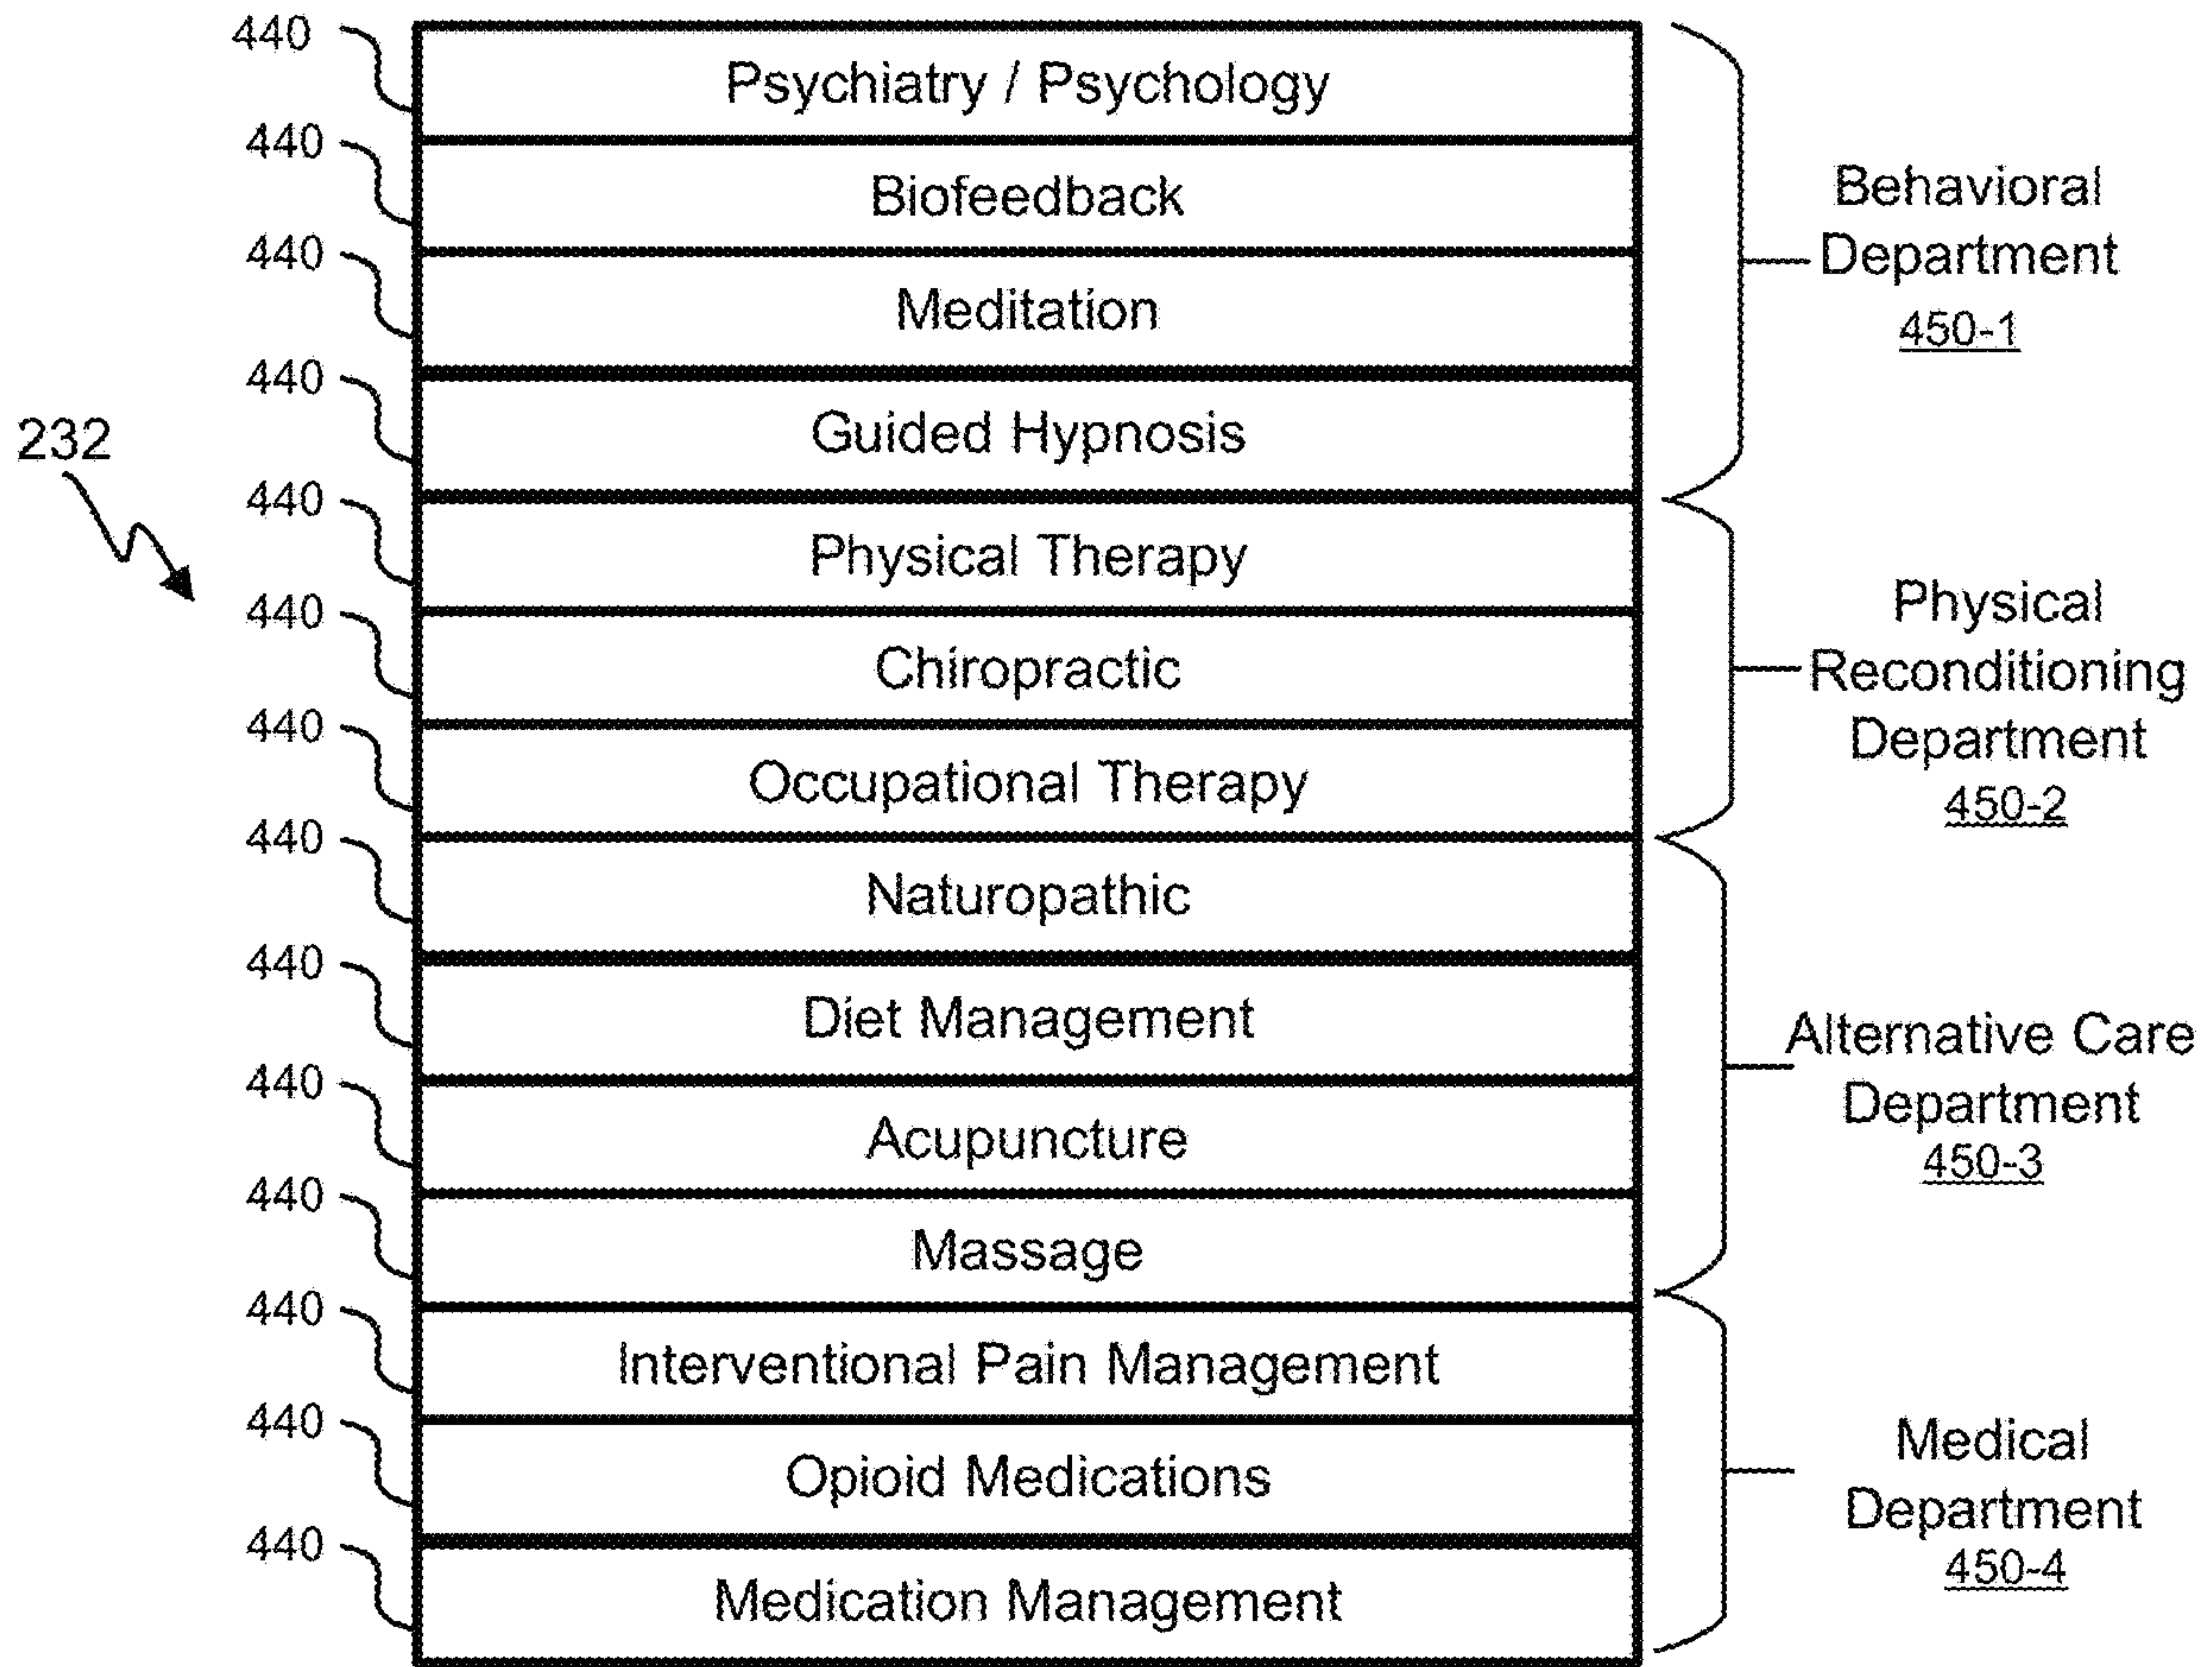 440
Psychiatry / Psychology
440
Biofeedback
440
Meditation
440
Guided Hypnosis
Behavioral
Department
450-1
232
440
Physical Therapy
440
Chiropractic
440
Occupational Therapy
Physical
Reconditioning
Department
450-2
440
Naturopathic
440
Diet Management
440
Acupuncture
440
Massage
Alternative Care
Department
450-3
440
Interventional Pain Management
440
Opioid Medications
440
Medication Management
Medical
Department
450-4